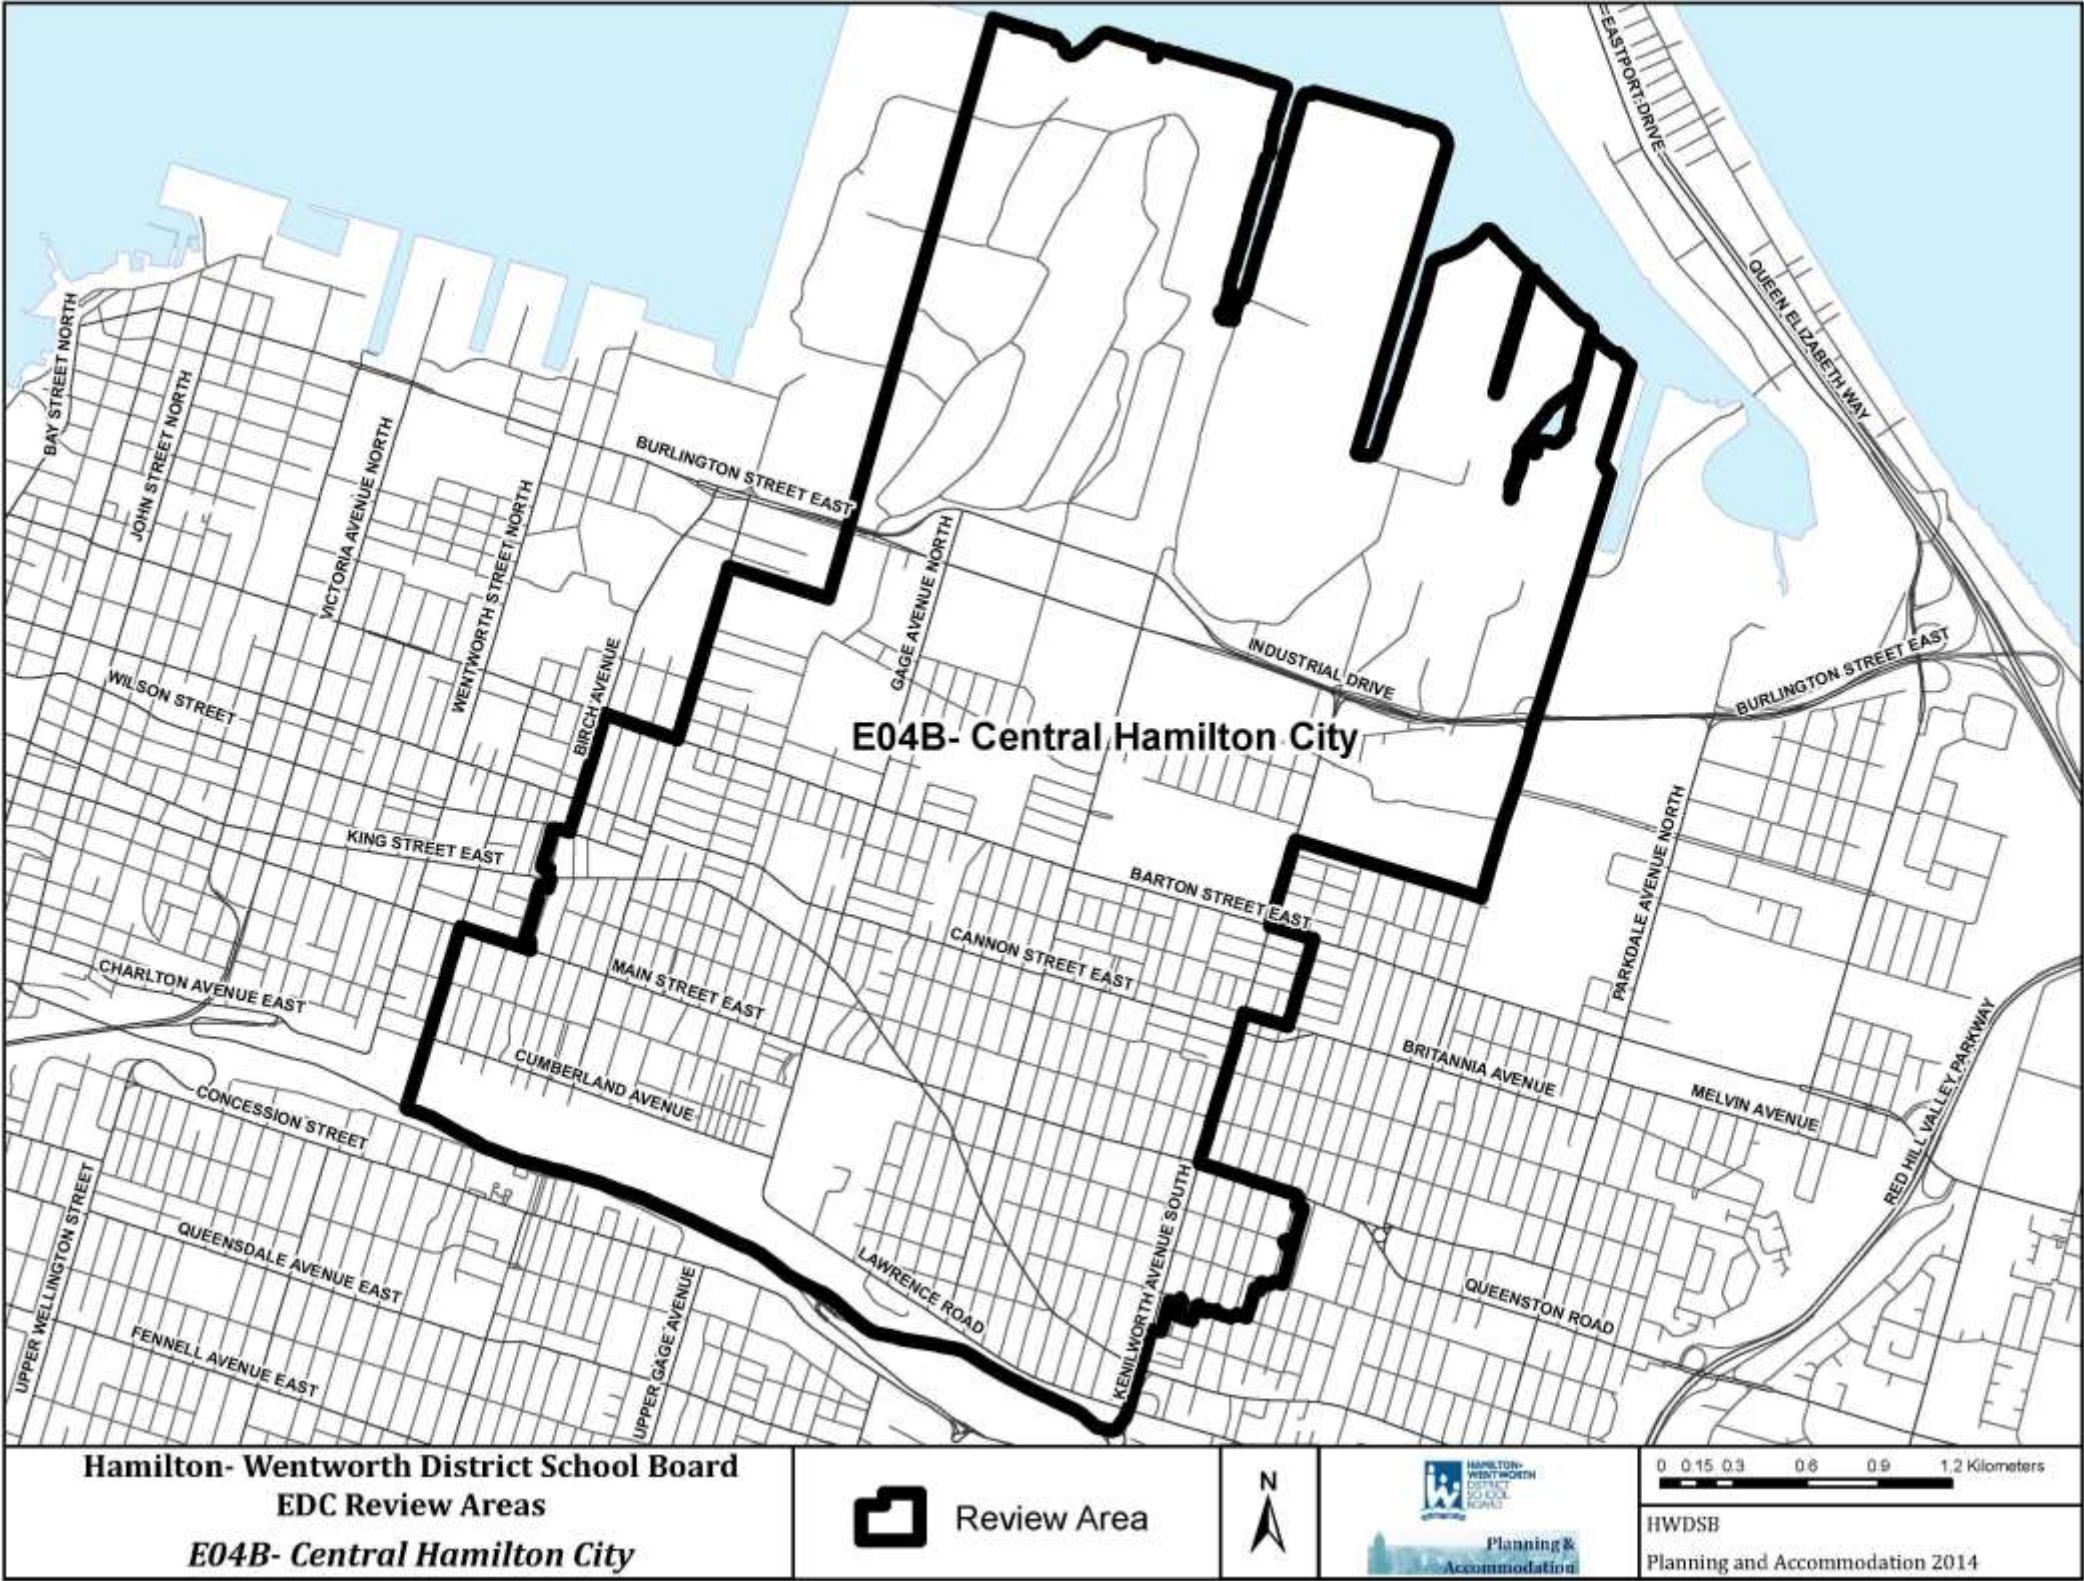 EASTPORT DRIVE
QUEEN ELIZABETH WAY
BAY STREET NORTH
JOHN STREET NORTH
VICTORIA AVENUE NORTH
WENTWORTH STREET NORTH
BURLINGTON STREET EAST
GAGE AVENUE NORTH
BIRCH AVENUE
INDUSTRIAL DRIVE
BURLINGTON STREET EAST
WILSON STREET
E04B- Central Hamilton City
KING STREET EAST
PARKDALE AVENUE NORTH
BARTON STREET EAST
CANNON STREET EAST
MAIN STREET EAST
CHARLTON AVENUE EAST
CUMBERLAND AVENUE
BRITANNIA AVENUE
MELVIN AVENUE
RED HILL VALLEY PARKWAY
CONCESSION STREET
UPPER WELLINGTON STREET
QUEENSDALE AVENUE EAST
KENILWORTH AVENUE SOUTH
LAWRENCE ROAD
QUEENSTON ROAD
UPPER GAGE AVENUE
FENNELL AVENUE EAST
Hamilton- Wentworth District School Board
EDC Review Areas
E04B- Central Hamilton City
Review Area
N
HAMILTON-
WENTWORTH
DISTRICT
SCHOOL
BOARD
Planning &
Accommodation
0 0.15 0.3 0.6 0.9 1.2 Kilometers
HWDSB
Planning and Accommodation 2014